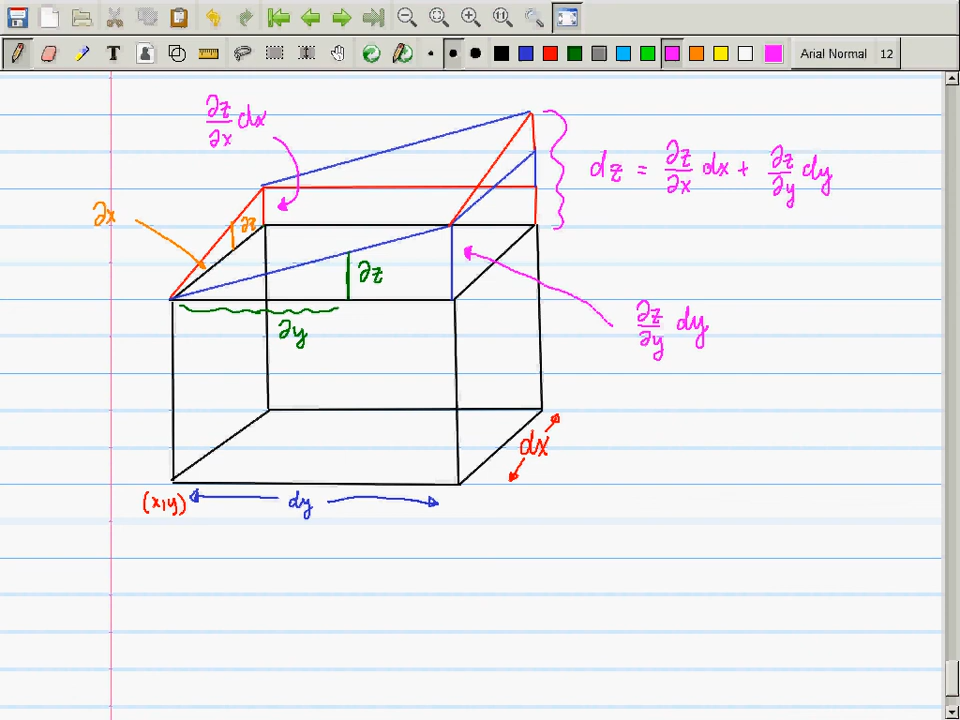 Arial Normal 12
∂z/∂x dx
dz = ∂z/∂x dx + ∂z/∂y dy
∂x
∂z
∂z
∂y
∂z/∂y dy
dx
(x,y)
dy